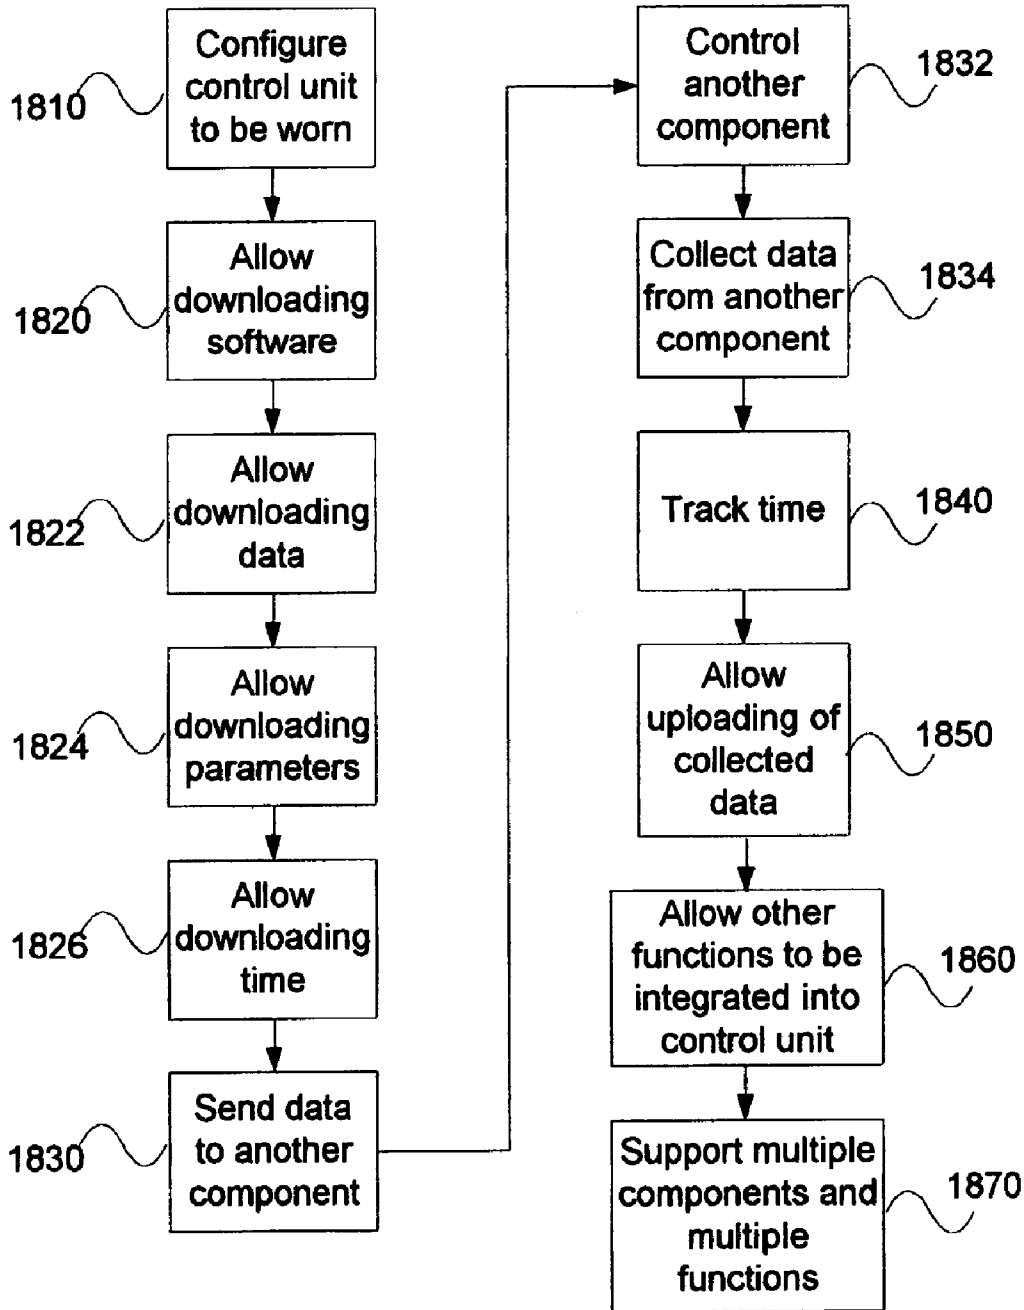 Configure
control unit
to be worn
1810
Allow
downloading
software
1820
Allow
downloading
data
1822
Allow
downloading
parameters
1824
Allow
downloading
time
1826
Send data
to another
component
1830
Control
another
component
1832
Collect data
from another
component
1834
Track time
1840
Allow
uploading of
collected
data
1850
Allow other
functions to be
integrated into
control unit
1860
Support multiple
components and
multiple
functions
1870